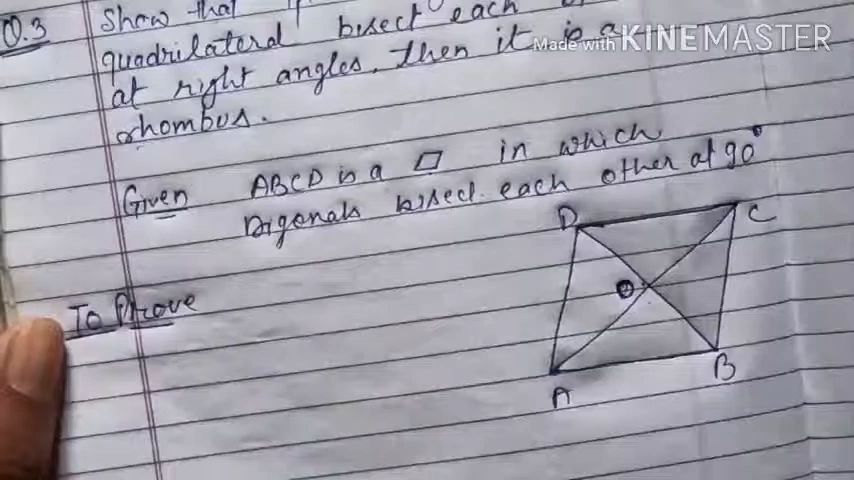 Q.3 Show that
quadrilateral bisect each
at right angles, then it is a
rhombus.
Made with KINEMASTER
Given ABCD is a ▱ in which
Digonals bisect each other at 90°
D C
O
To Prove
A B